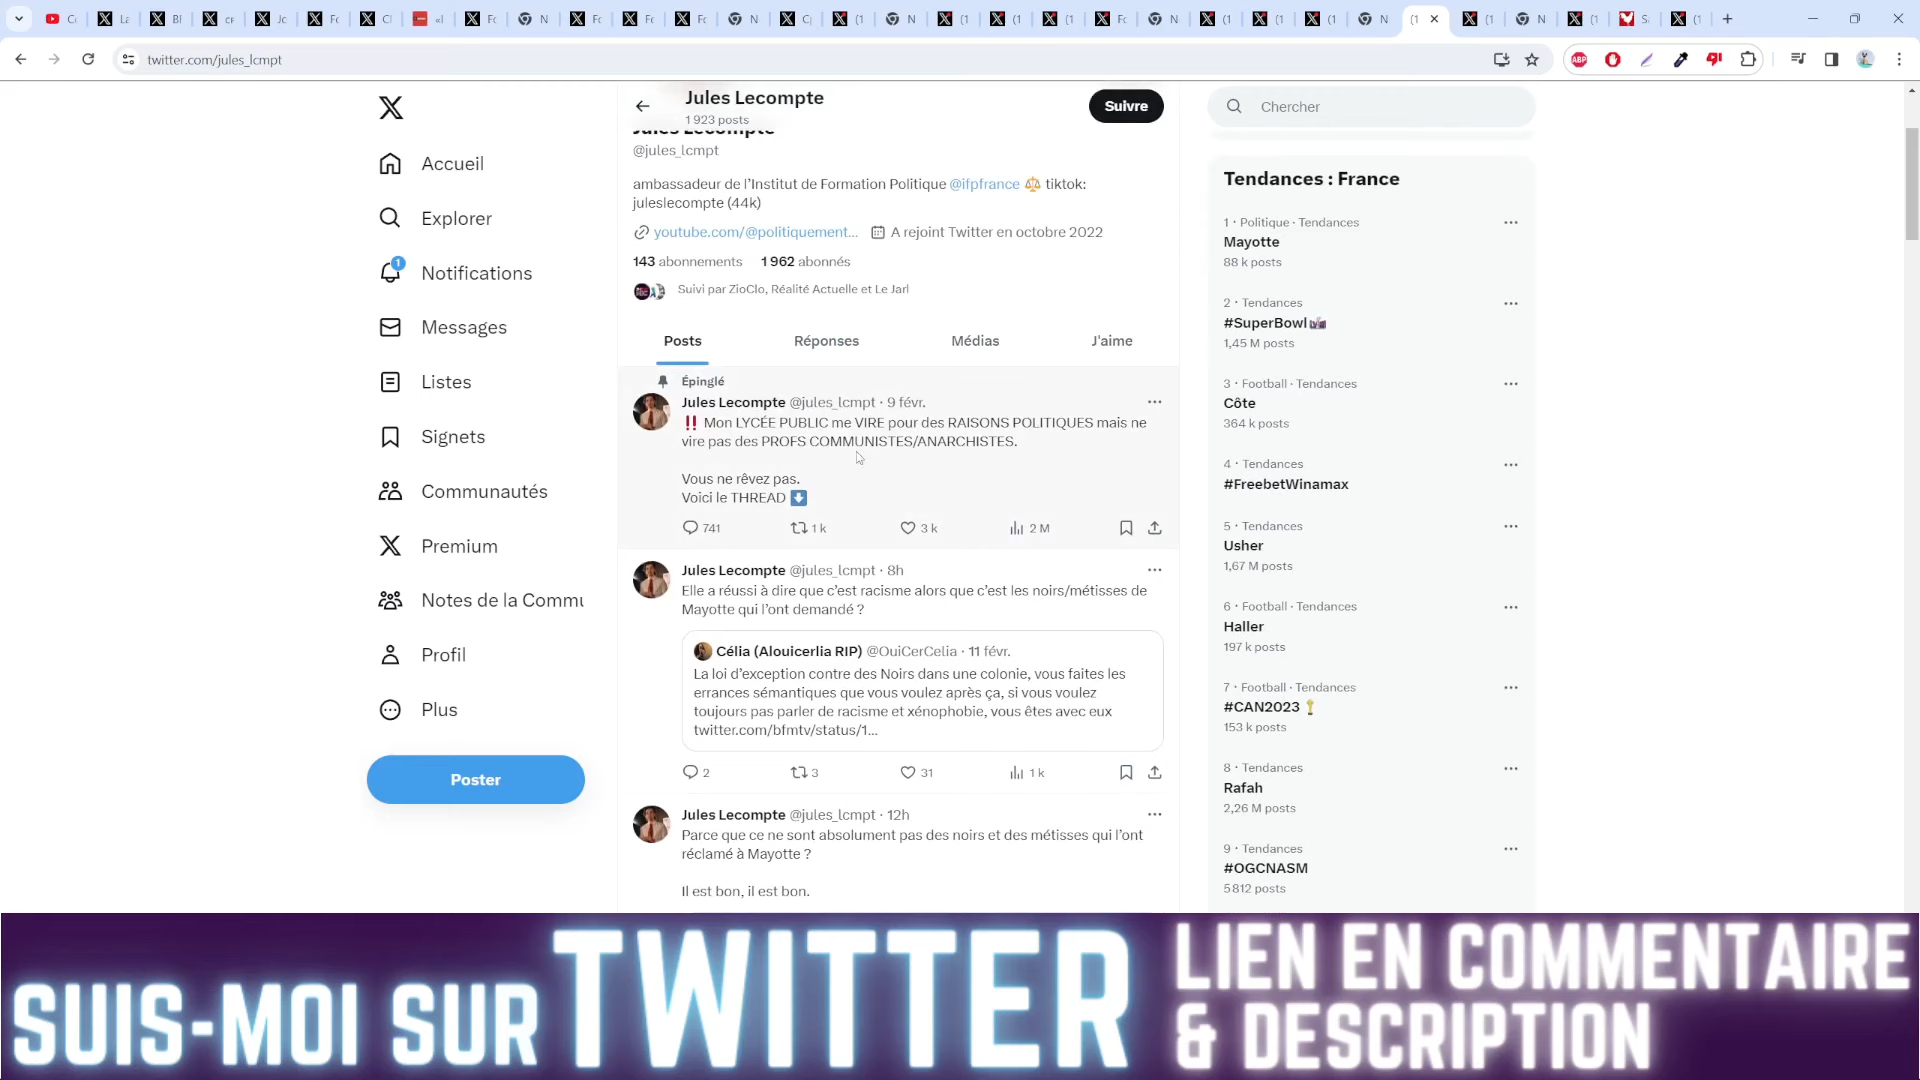 twitter.com/jules_lcmpt
Accueil
Explorer
1
Notifications
Messages
Listes
Signets
Communautés
Premium
Notes de la Commu
Profil
Plus
Poster
Jules Lecompte
1 923 posts
Suivre
Jules Lecompte
@jules_lcmpt
ambassadeur de l'Institut de Formation Politique @ifpfrance ⚖️ tiktok:
juleslecompte (44k)
youtube.com/@politiquement... A rejoint Twitter en octobre 2022
143 abonnements 1 962 abonnés
Suivi par ZioClo, Réalité Actuelle et Le Jarl
Posts Réponses Médias J'aime
Épinglé
Jules Lecompte @jules_lcmpt · 9 févr.
‼️ Mon LYCÉE PUBLIC me VIRE pour des RAISONS POLITIQUES mais ne
vire pas des PROFS COMMUNISTES/ANARCHISTES.
Vous ne rêvez pas.
Voici le THREAD ⬇️
741 1 k 3 k 2 M
Jules Lecompte @jules_lcmpt · 8h
Elle a réussi à dire que c'est racisme alors que c'est les noirs/métisses de
Mayotte qui l'ont demandé ?
Célia (Alouicerlia RIP) @OuiCerCelia · 11 févr.
La loi d'exception contre des Noirs dans une colonie, vous faites les
errances sémantiques que vous voulez après ça, si vous voulez
toujours pas parler de racisme et xénophobie, vous êtes avec eux
twitter.com/bfmtv/status/1...
2 3 31 1 k
Jules Lecompte @jules_lcmpt · 12h
Parce que ce ne sont absolument pas des noirs et des métisses qui l'ont
réclamé à Mayotte ?
Il est bon, il est bon.
Chercher
Tendances : France
1 · Politique · Tendances
Mayotte
88 k posts
2 · Tendances
#SuperBowl
1,45 M posts
3 · Football · Tendances
Côte
364 k posts
4 · Tendances
#FreebetWinamax
5 · Tendances
Usher
1,67 M posts
6 · Football · Tendances
Haller
197 k posts
7 · Football · Tendances
#CAN2023
153 k posts
8 · Tendances
Rafah
2,26 M posts
9 · Tendances
#OGCNASM
5 812 posts
SUIS-MOI SUR TWITTER
LIEN EN COMMENTAIRE
& DESCRIPTION